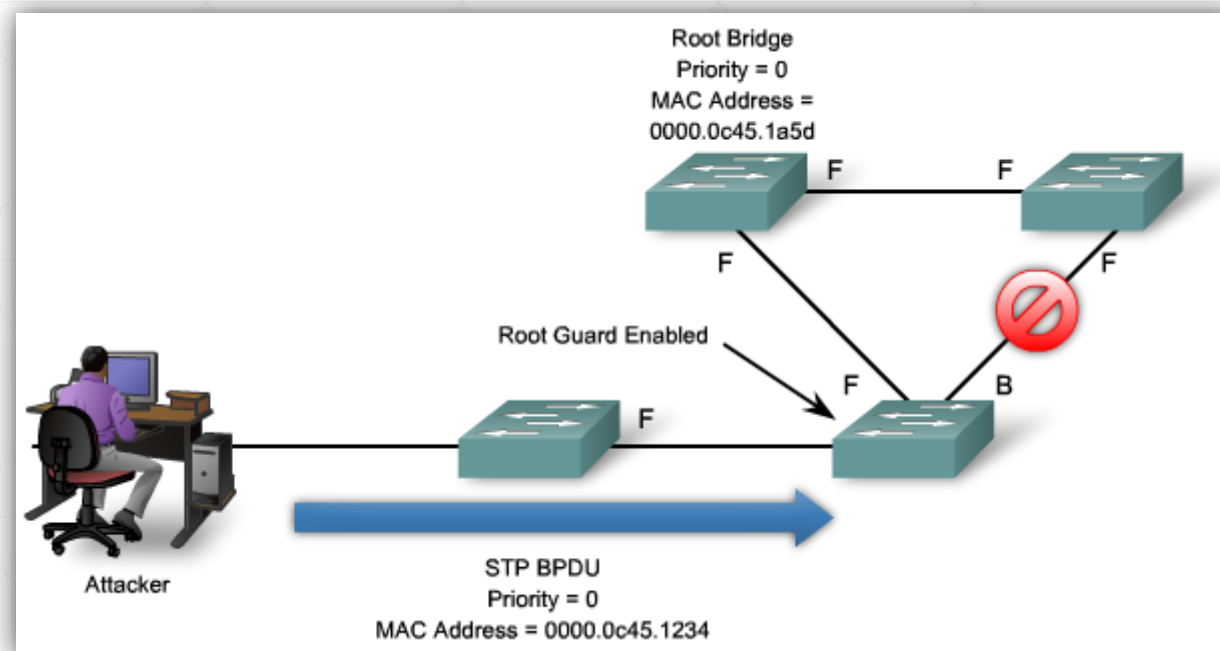 Root Bridge
Priority = 0
MAC Address =
0000.0c45.1a5d
F
F
F
F
Root Guard Enabled
F
B
F
Attacker
STP BPDU
Priority = 0
MAC Address = 0000.0c45.1234